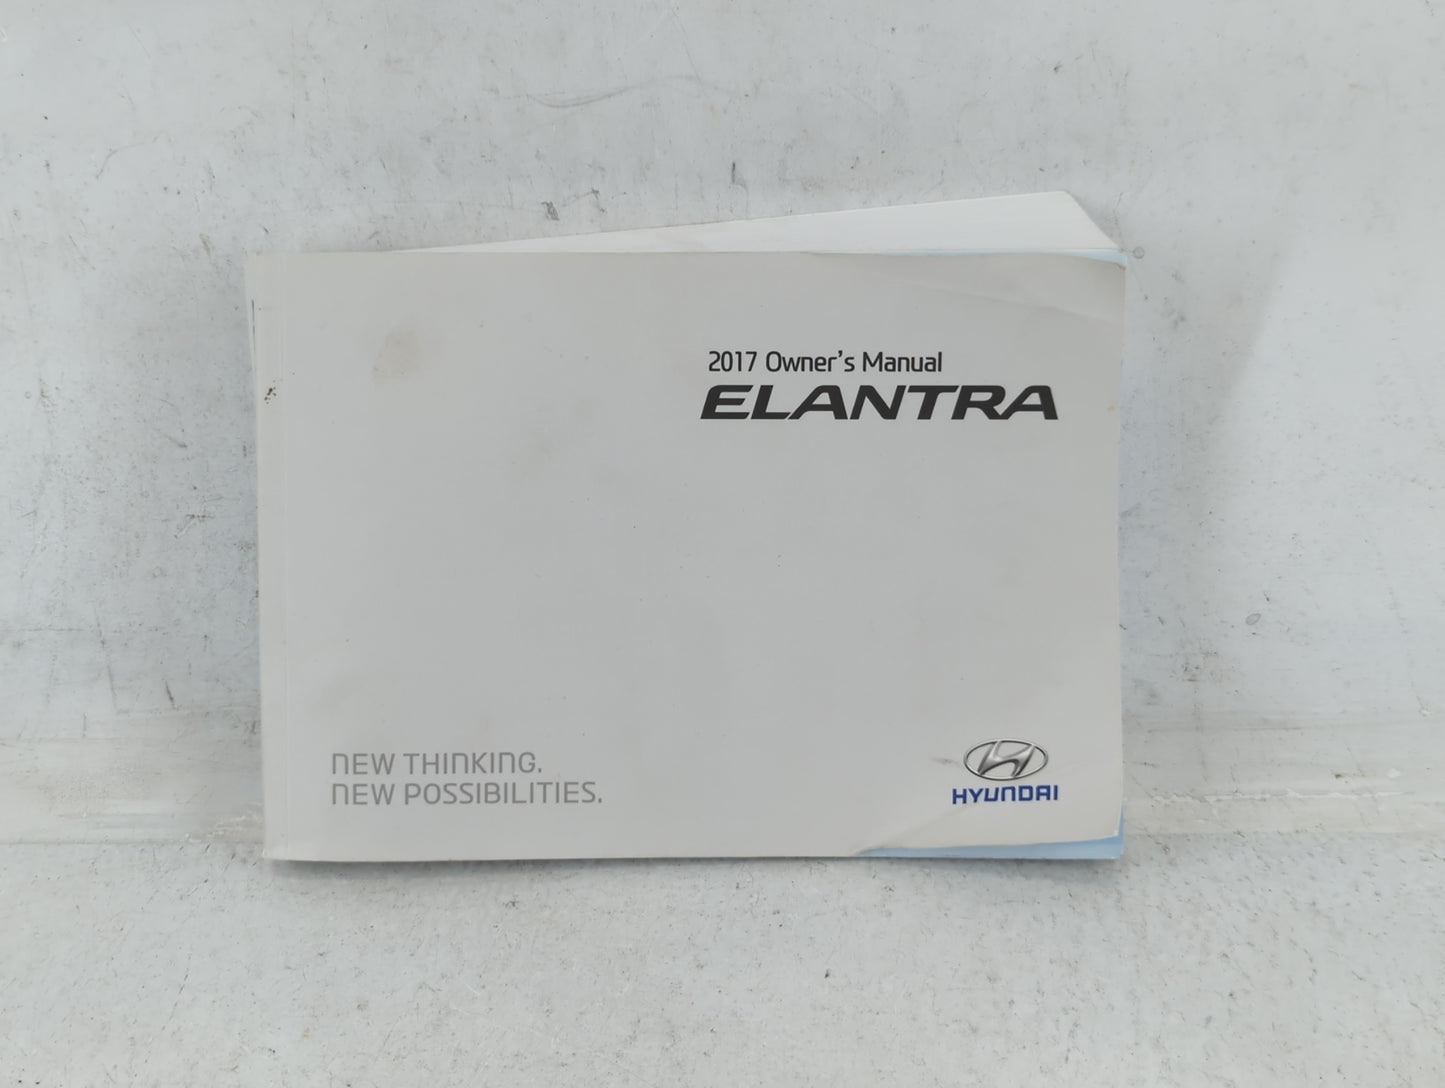 2017 Owner's Manual
ELANTRA
NEW THINKING.
NEW POSSIBILITIES.
HYUNDAI